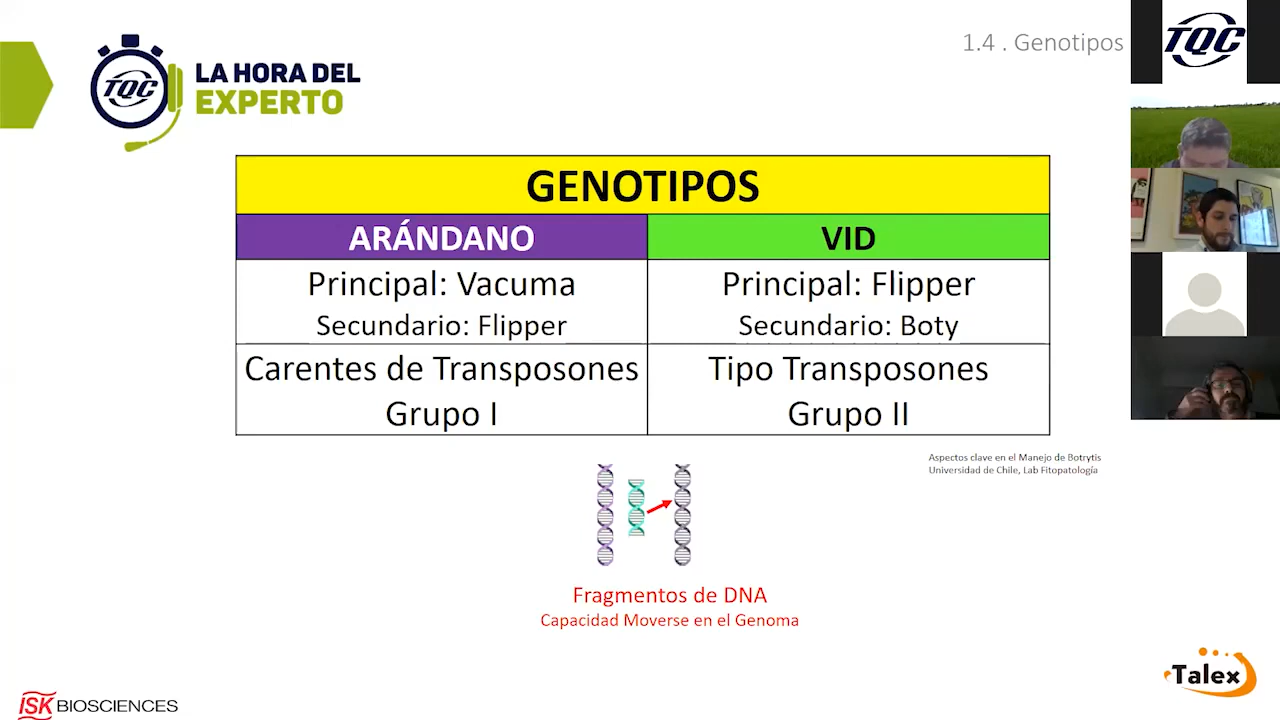 1.4 . Genotipos
TQC
TQC
LA HORA DEL
EXPERTO
GENOTIPOS
ARÁNDANO
VID
Principal: Vacuma
Secundario: Flipper
Principal: Flipper
Secundario: Boty
Carentes de Transposones
Grupo I
Tipo Transposones
Grupo II
Aspectos clave en el Manejo de Botrytis
Universidad de Chile, Lab Fitopatología
Fragmentos de DNA
Capacidad Moverse en el Genoma
Talex
ISK BIOSCIENCES